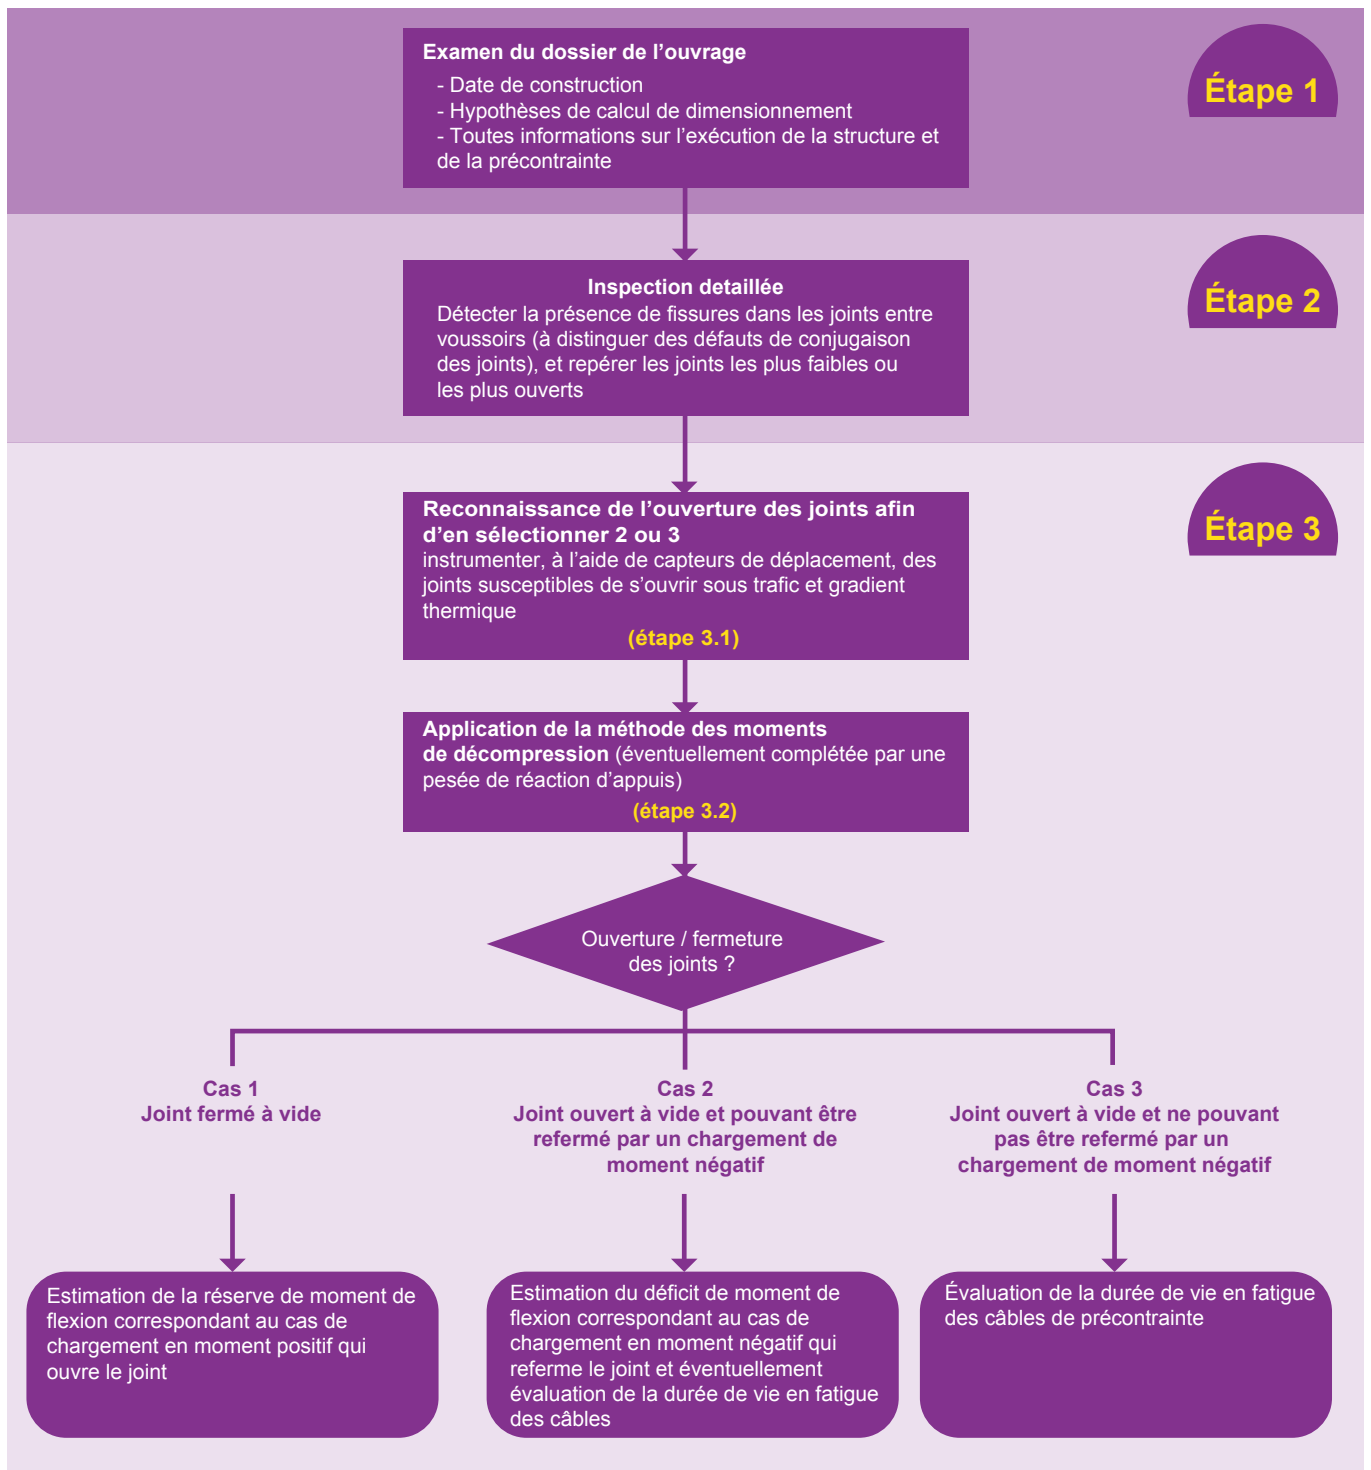 Examen du dossier de l’ouvrage
- Date de construction
- Hypothèses de calcul de dimensionnement
- Toutes informations sur l’exécution de la structure et
de la précontrainte
Étape 1
Inspection detaillée
Détecter la présence de fissures dans les joints entre
voussoirs (à distinguer des défauts de conjugaison
des joints), et repérer les joints les plus faibles ou
les plus ouverts
Étape 2
Reconnaissance de l’ouverture des joints afin
d’en sélectionner 2 ou 3
instrumenter, à l’aide de capteurs de déplacement, des
joints susceptibles de s’ouvrir sous trafic et gradient
thermique
(étape 3.1)
Étape 3
Application de la méthode des moments
de décompression (éventuellement complétée par une
pesée de réaction d’appuis)
(étape 3.2)
Ouverture / fermeture
des joints ?
Cas 1
Joint fermé à vide
Cas 2
Joint ouvert à vide et pouvant être
refermé par un chargement de
moment négatif
Cas 3
Joint ouvert à vide et ne pouvant
pas être refermé par un
chargement de moment négatif
Estimation de la réserve de moment de
flexion correspondant au cas de
chargement en moment positif qui
ouvre le joint
Estimation du déficit de moment de
flexion correspondant au cas de
chargement en moment négatif qui
referme le joint et éventuellement
évaluation de la durée de vie en fatigue
des câbles
Évaluation de la durée de vie en fatigue
des câbles de précontrainte